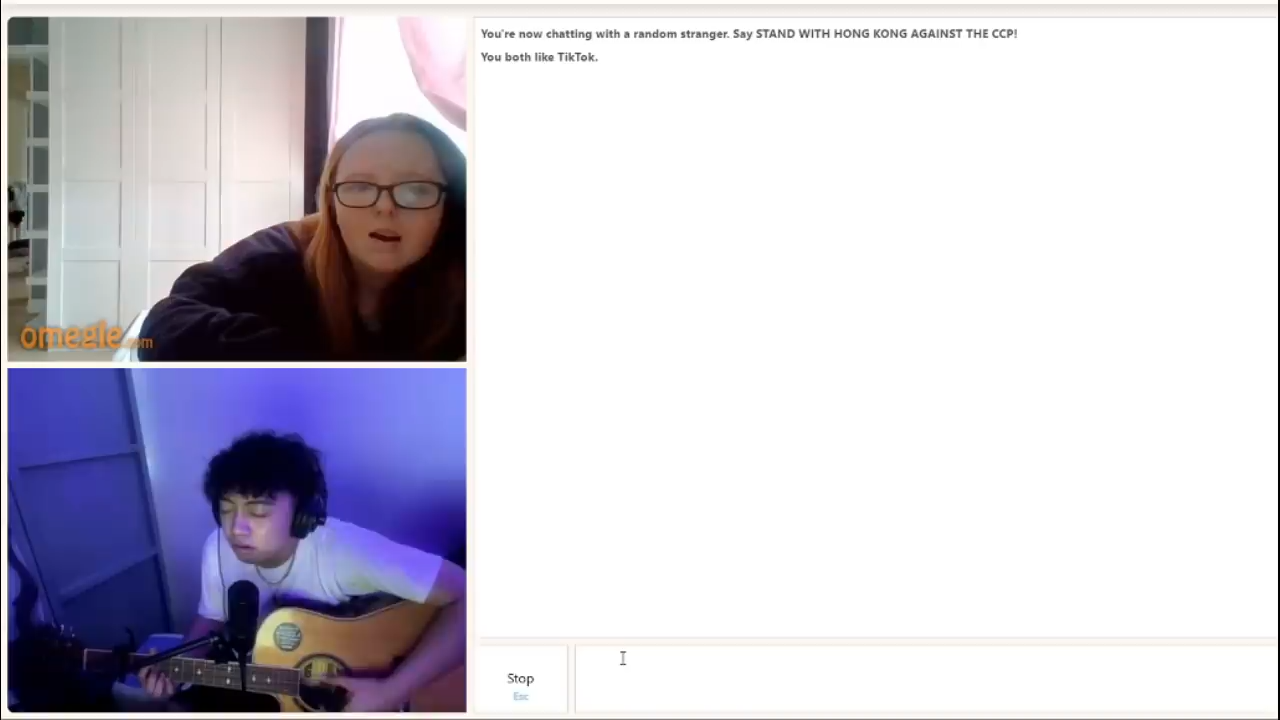 You're now chatting with a random stranger. Say STAND WITH HONG KONG AGAINST THE CCP!
You both like TikTok.
omegle.com
Stop
Esc